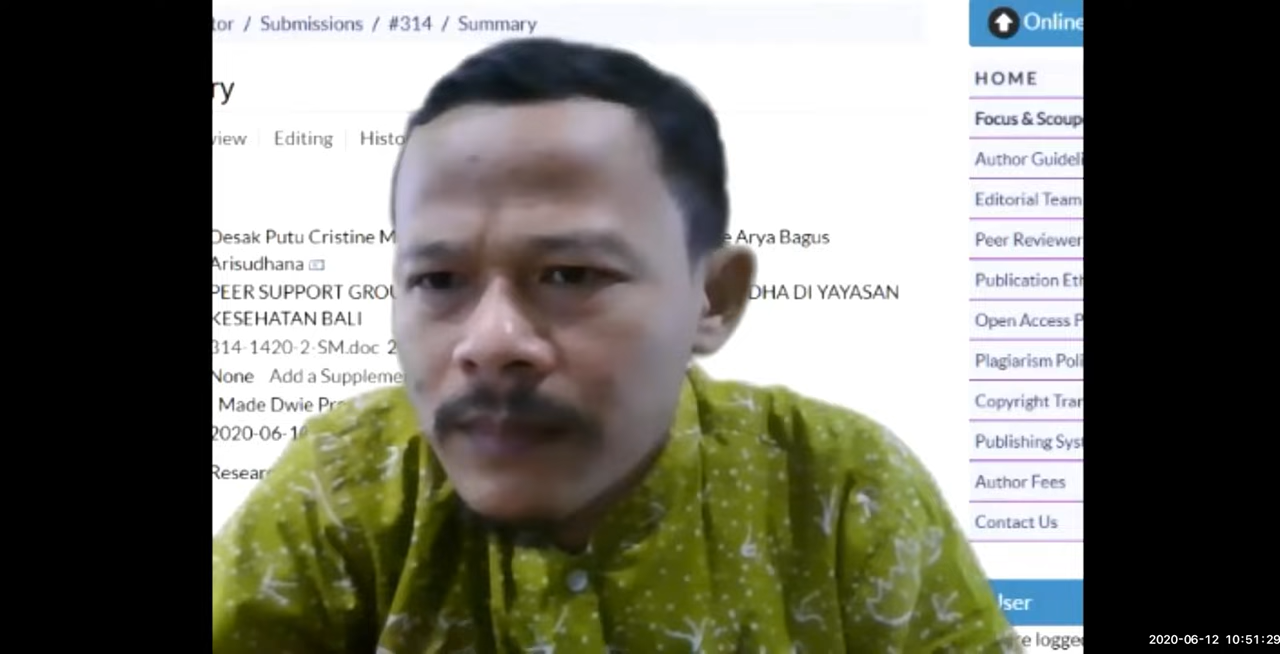 tor / Submissions / #314 / Summary
ry
view Editing Histo
Desak Putu Cristine M e Arya Bagus
Arisudhana
PEER SUPPORT GROU DHA DI YAYASAN
KESEHATAN BALI
314-1420-2-SM.doc 2
None Add a Suppleme
Made Dwie Pr
2020-06-1
Resear
Online
HOME
Focus & Scoup
Author Guideli
Editorial Team
Peer Reviewer
Publication Eth
Open Access P
Plagiarism Poli
Copyright Tran
Publishing Syst
Author Fees
Contact Us
User
re logge
2020-06-12 10:51:29